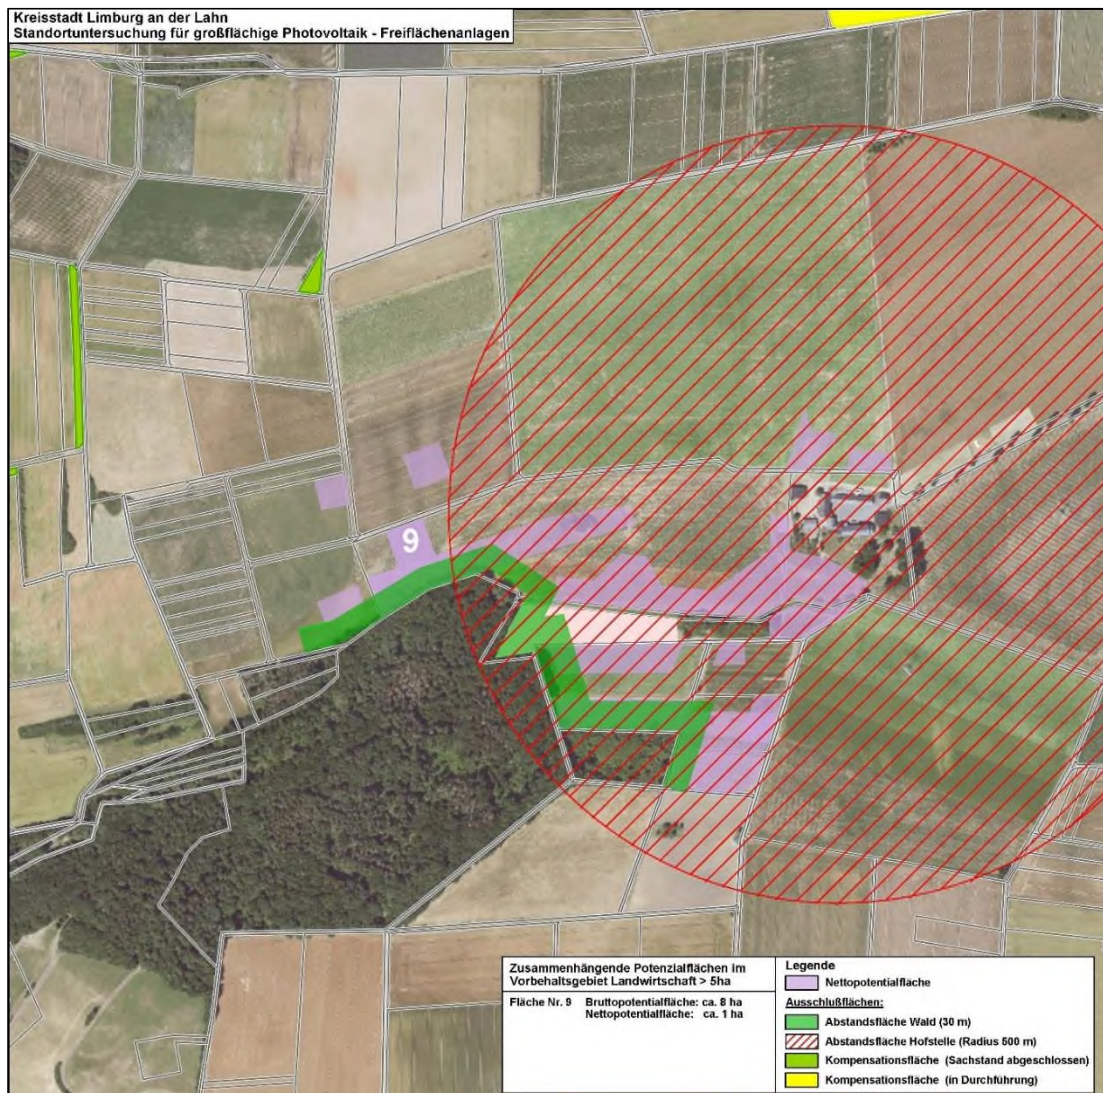 Kreisstadt Limburg an der Lahn
Standortuntersuchung für großflächige Photovoltaik - Freiflächenanlagen
9
Zusammenhängende Potenzialflächen im
Vorbehaltsgebiet Landwirtschaft > 5ha
Fläche Nr. 9 Bruttopotentialfläche: ca. 8 ha
Nettopotentialfläche: ca. 1 ha
Legende
Nettopotentialfläche
Ausschlußflächen:
Abstandsfläche Wald (30 m)
Abstandsfläche Hofstelle (Radius 500 m)
Kompensationsfläche (Sachstand abgeschlossen)
Kompensationsfläche (in Durchführung)